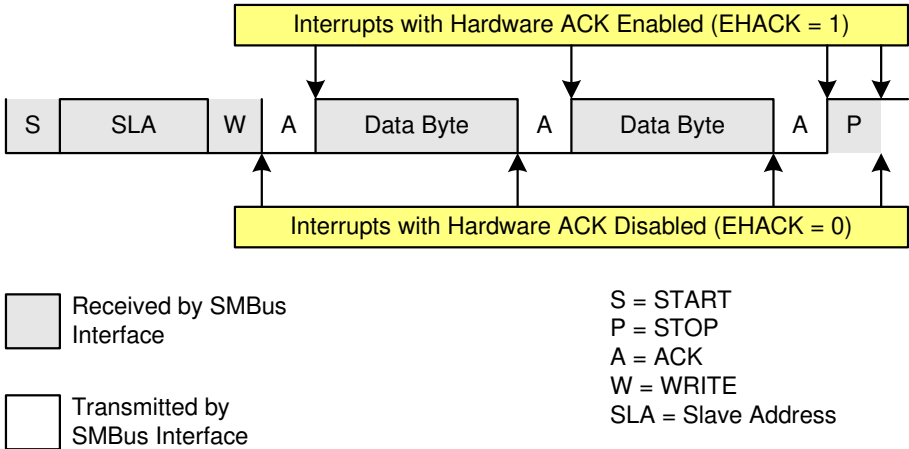 Interrupts with Hardware ACK Enabled (EHACK = 1)
S SLA W A Data Byte A Data Byte A P
Interrupts with Hardware ACK Disabled (EHACK = 0)
Received by SMBus
Interface
Transmitted by
SMBus Interface
S = START
P = STOP
A = ACK
W = WRITE
SLA = Slave Address